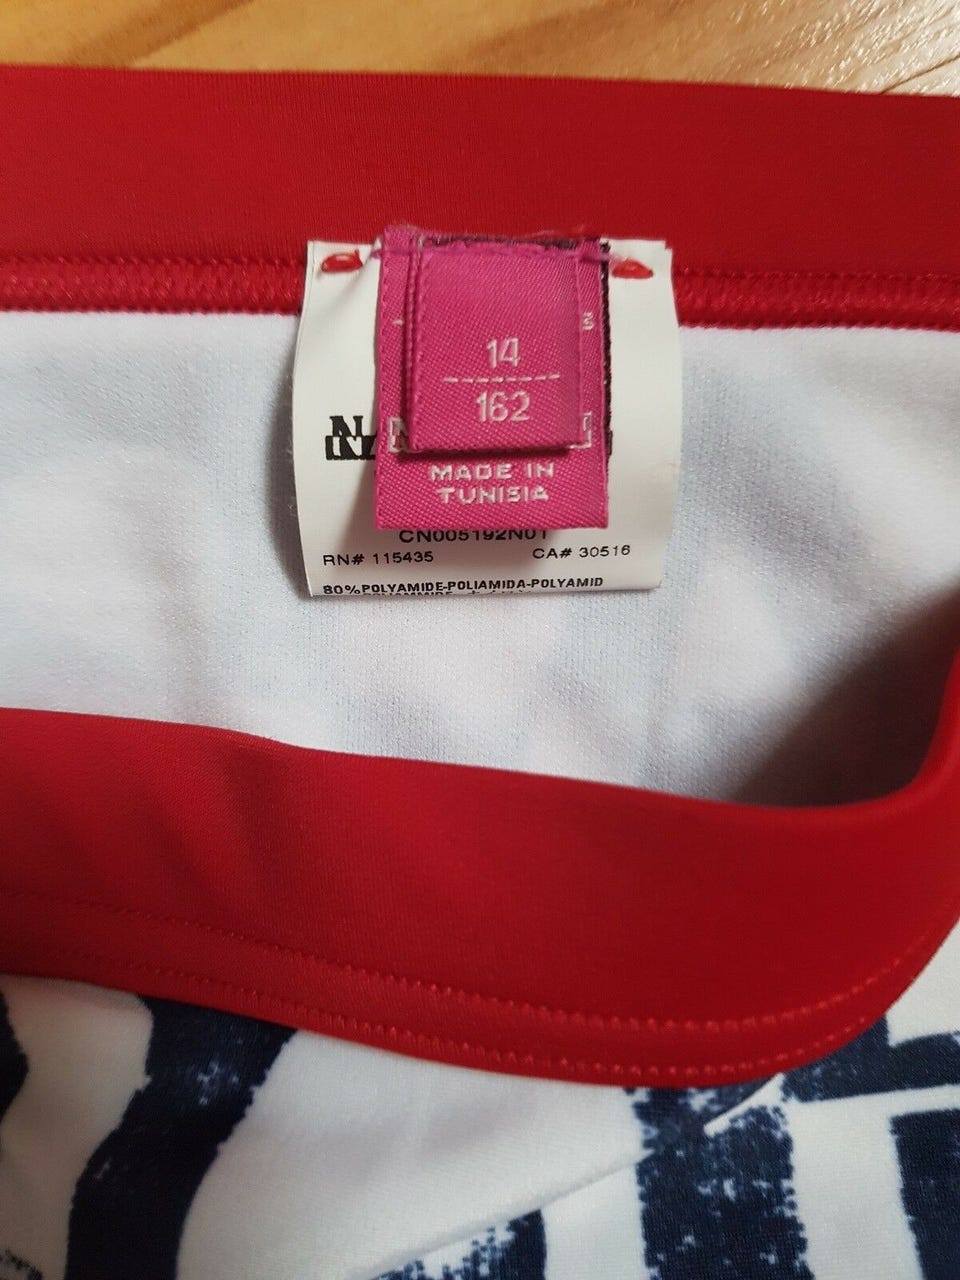 14
162
MADE IN
TUNISIA
CN005192N01
RN# 115435 CA# 30516
80%POLYAMIDE-POLIAMIDA-POLYAMID